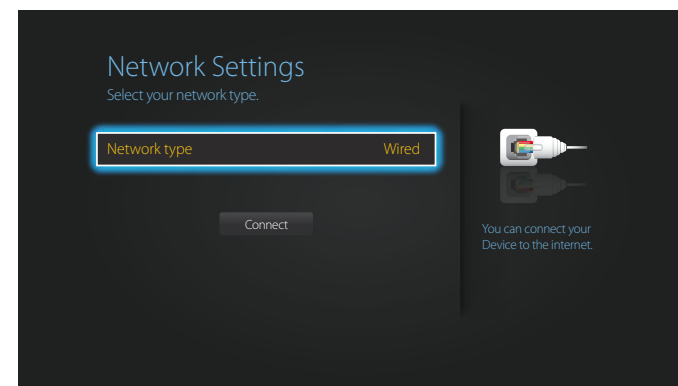 Network Settings
Select your network type.
Network type Wired
Connect
You can connect your
Device to the internet.